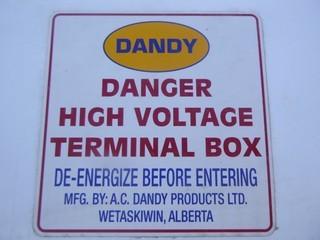 DANDY
DANGER
HIGH VOLTAGE
TERMINAL BOX
DE-ENERGIZE BEFORE ENTERING
MFG. BY: A.C. DANDY PRODUCTS LTD.
WETASKIWIN, ALBERTA